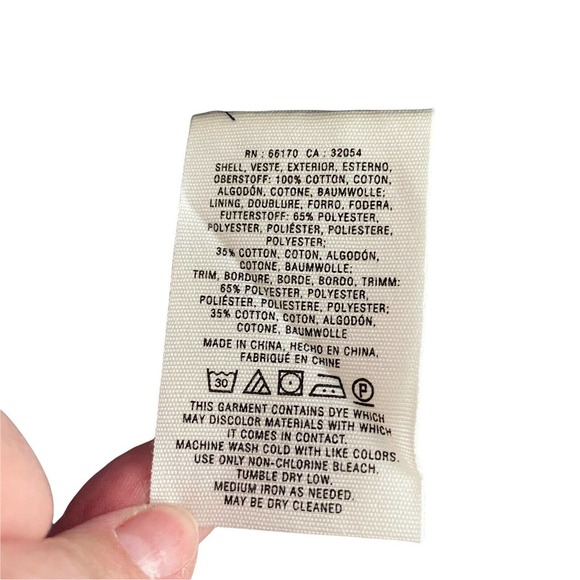 RN : 66170 CA : 32054
SHELL, VESTE, EXTERIOR, ESTERNO,
OBERSTOFF: 100% COTTON, COTON,
ALGODÓN, COTONE, BAUMWOLLE;
LINING, DOUBLURE, FORRO, FODERA,
FUTTERSTOFF: 65% POLYESTER,
POLYESTER, POLIÉSTER, POLIESTERE,
POLYESTER;
35% COTTON, COTON, ALGODÓN,
COTONE, BAUMWOLLE;
TRIM, BORDURE, BORDE, BORDO, TRIMM:
65% POLYESTER, POLYESTER,
POLIÉSTER, POLIESTERE, POLYESTER;
35% COTTON, COTON, ALGODÓN,
COTONE, BAUMWOLLE
MADE IN CHINA, HECHO EN CHINA,
FABRIQUÉ EN CHINE
30 P
THIS GARMENT CONTAINS DYE WHICH
MAY DISCOLOR MATERIALS WITH WHICH
IT COMES IN CONTACT.
MACHINE WASH COLD WITH LIKE COLORS.
USE ONLY NON-CHLORINE BLEACH.
TUMBLE DRY LOW.
MEDIUM IRON AS NEEDED.
MAY BE DRY CLEANED